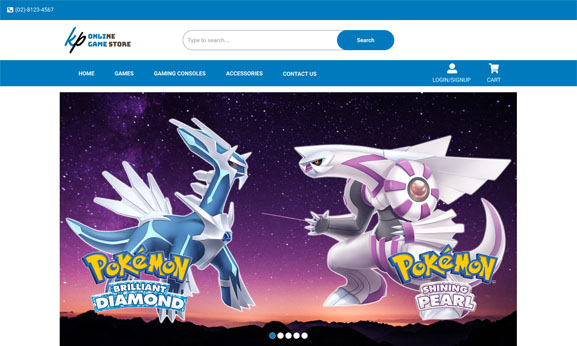 (02)-8123-4567
kp ONLINE
GAME STORE
Type to search...
Search
HOME
GAMES
GAMING CONSOLES
ACCESSORIES
CONTACT US
LOGIN/SIGNUP
CART
POKéMON
BRILLIANT
DIAMOND
POKéMON
SHINING
PEARL